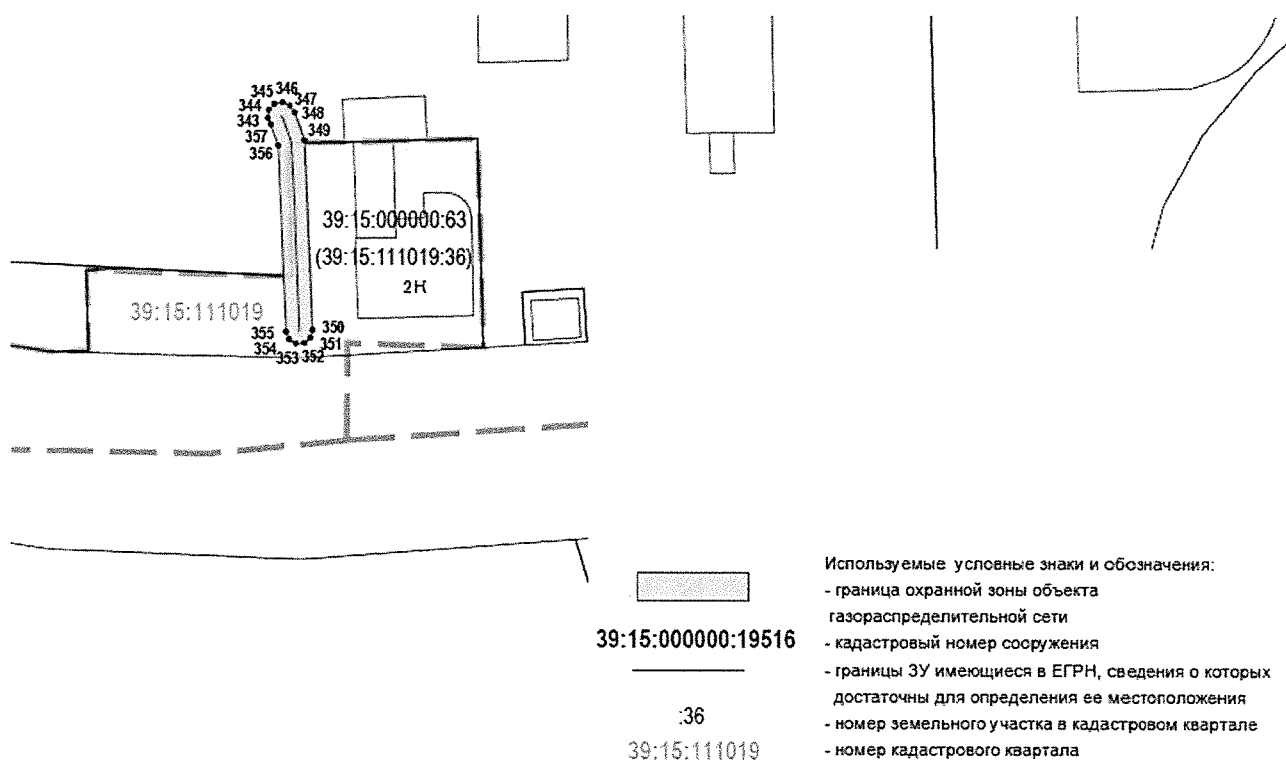 346
345
347
344
348
343
349
357
356
39:15:000000:63
(39:15:111019:36)
2Н
39:15:111019
355
350
354
351
353
352
Используемые условные знаки и обозначения:
- граница охранной зоны объекта
газораспределительной сети
39:15:000000:19516
- кадастровый номер сооружения
- границы ЗУ имеющиеся в ЕГРН, сведения о которых
достаточны для определения ее местоположения
:36
- номер земельного участка в кадастровом квартале
39:15:111019
- номер кадастрового квартала